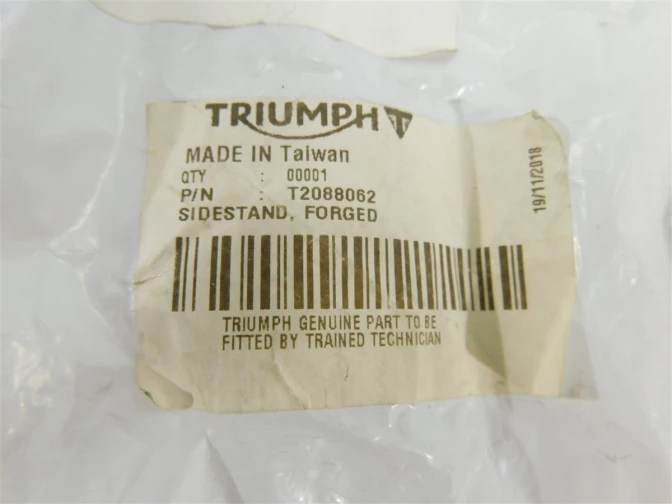 TRIUMPH
MADE IN Taiwan
QTY : 00001
P/N : T2088062
SIDESTAND, FORGED
19/11/2018
TRIUMPH GENUINE PART TO BE
FITTED BY TRAINED TECHNICIAN